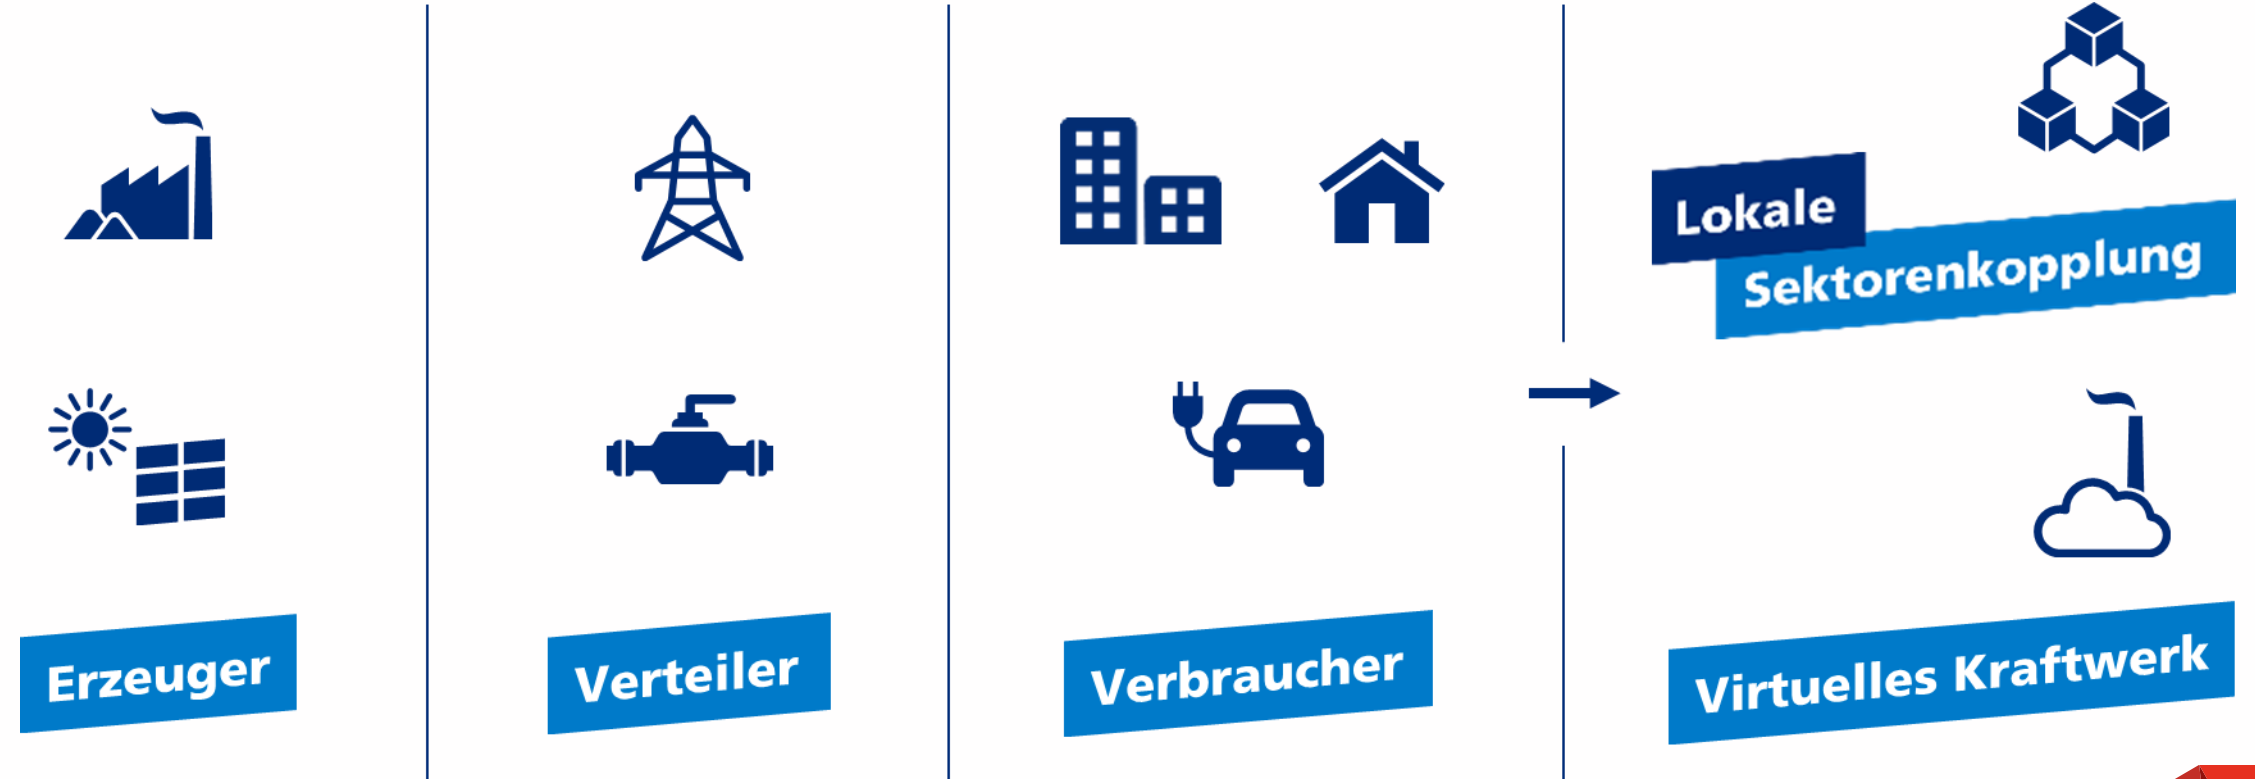 Lokale
Sektorenkopplung
Erzeuger
Verteiler
Verbraucher
Virtuelles Kraftwerk